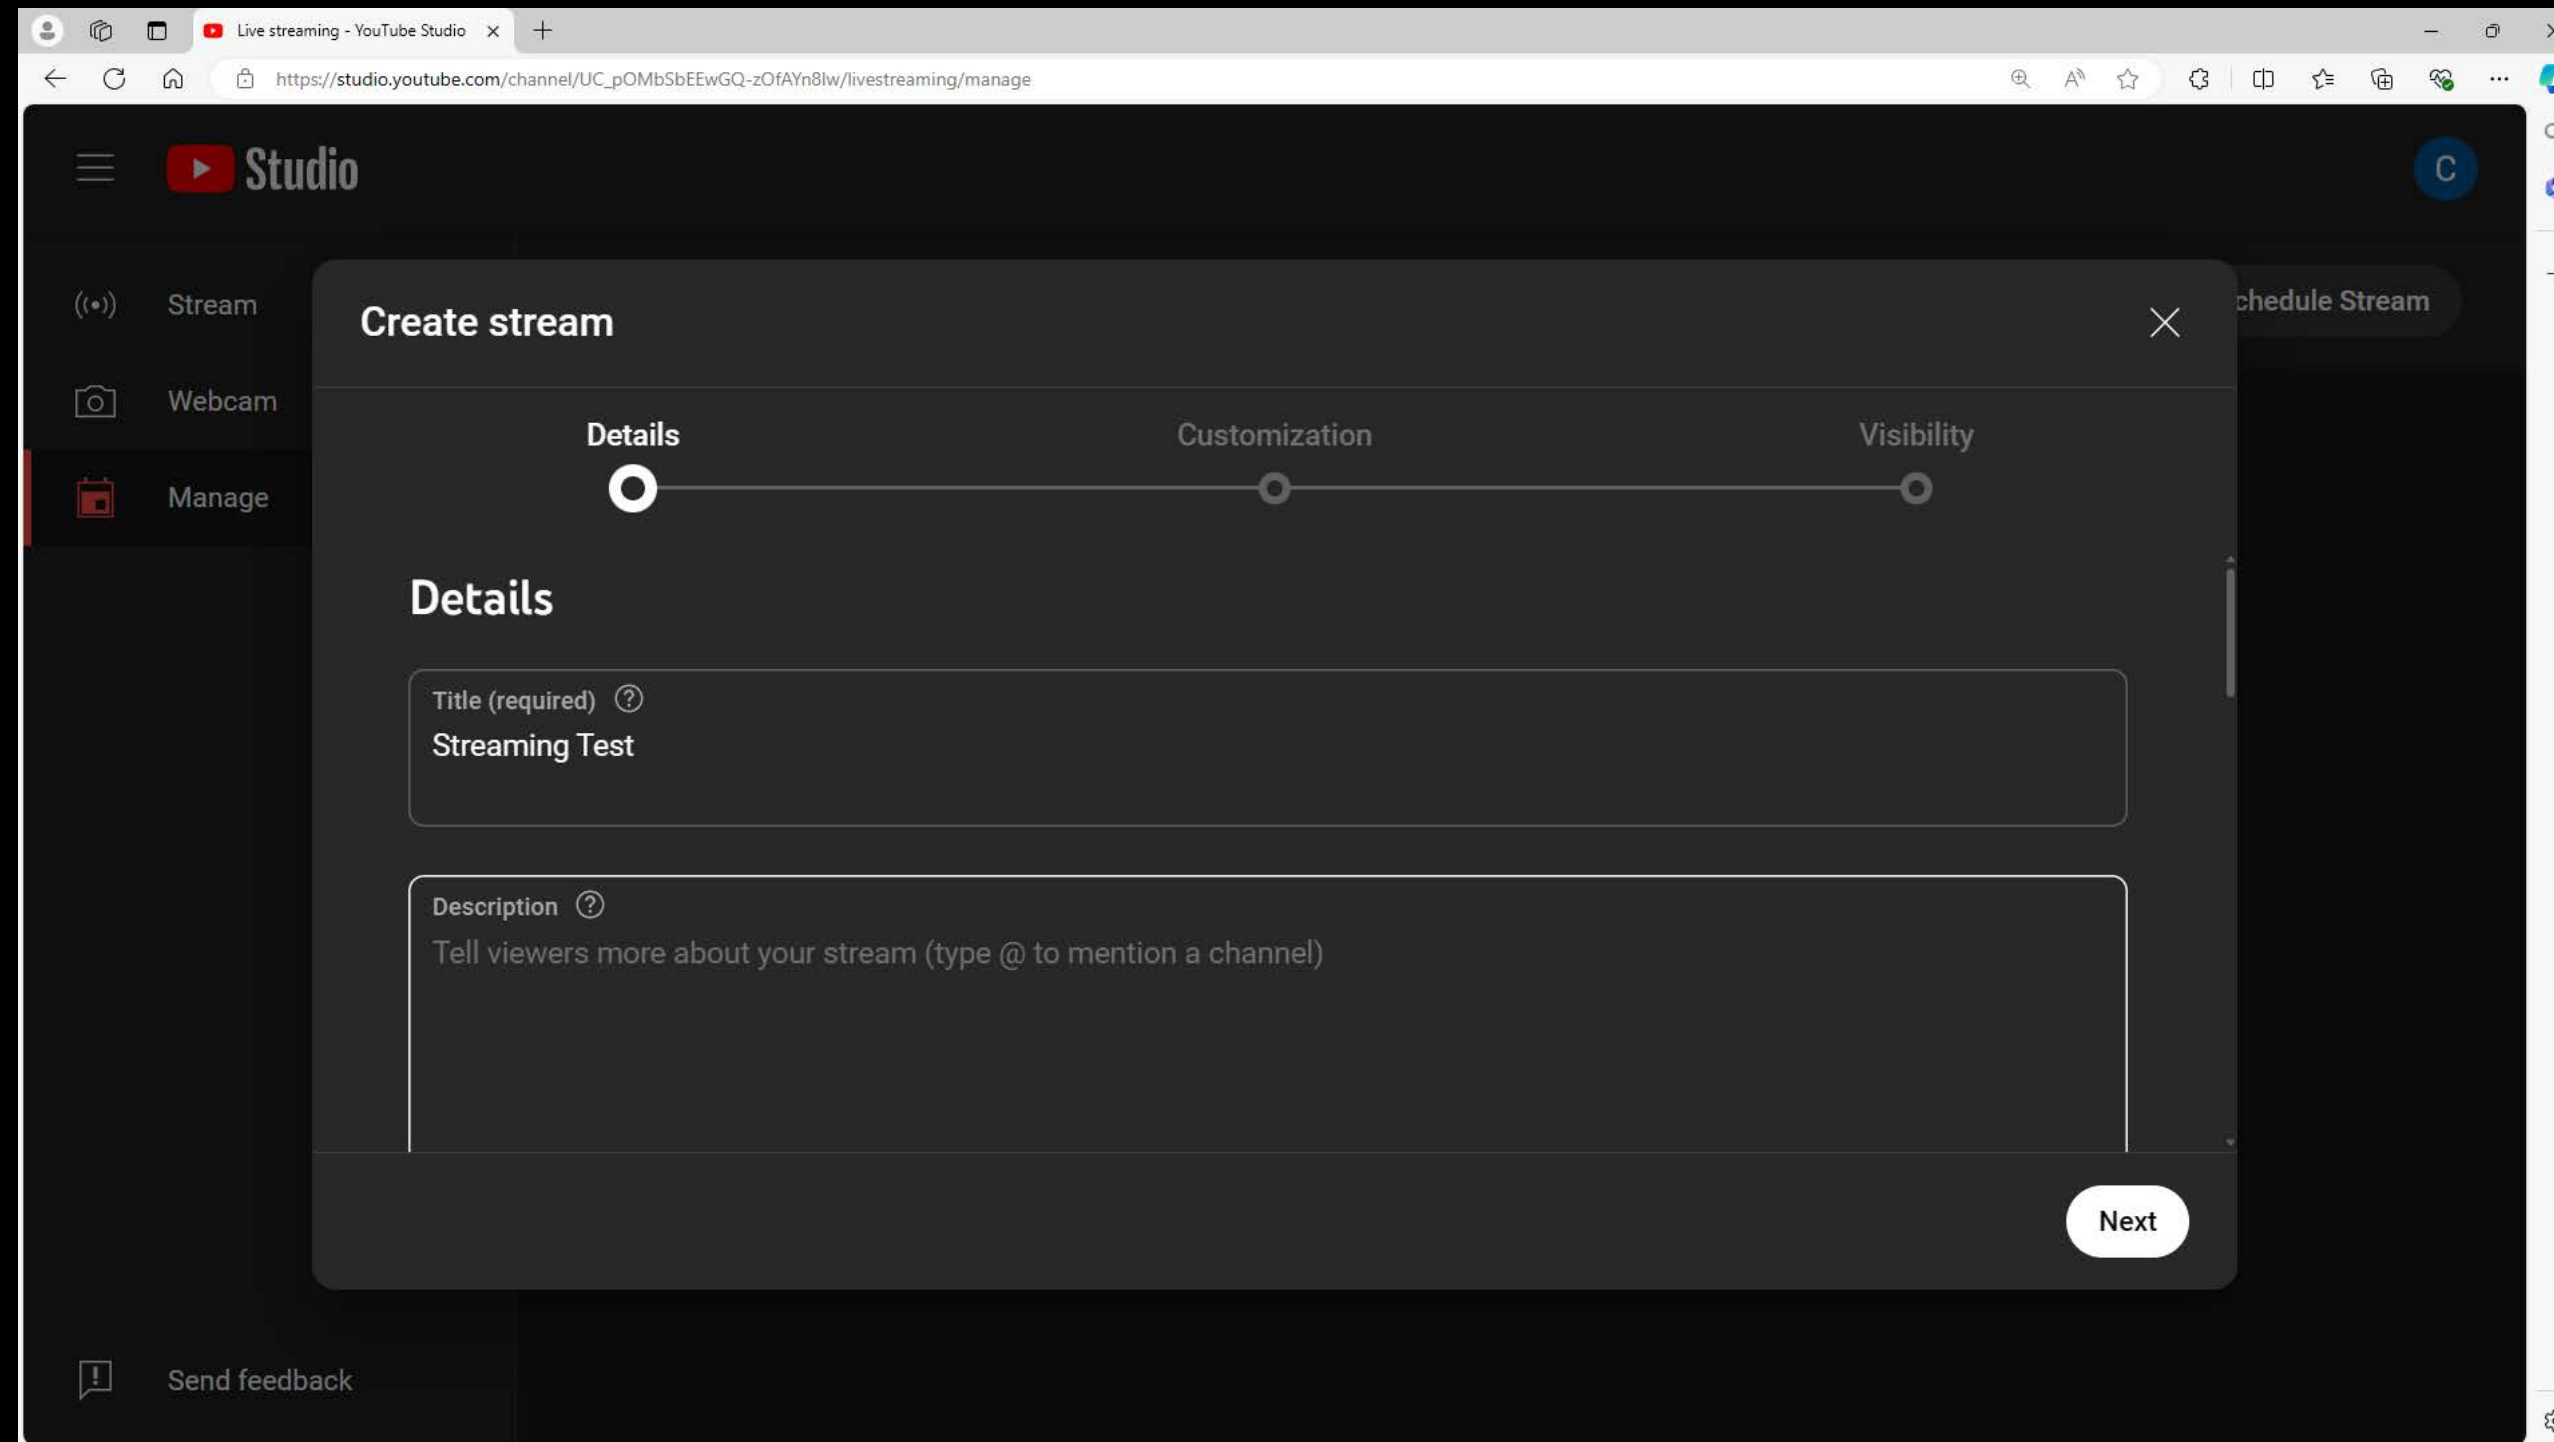 Live streaming - YouTube Studio
https://studio.youtube.com/channel/UC_pOMbSbEEwGQ-zOfAYn8lw/livestreaming/manage
Studio
C
Stream
Webcam
Manage
Send feedback
chedule Stream
Create stream
Details
Customization
Visibility
Details
Title (required)
Streaming Test
Description
Tell viewers more about your stream (type @ to mention a channel)
Next